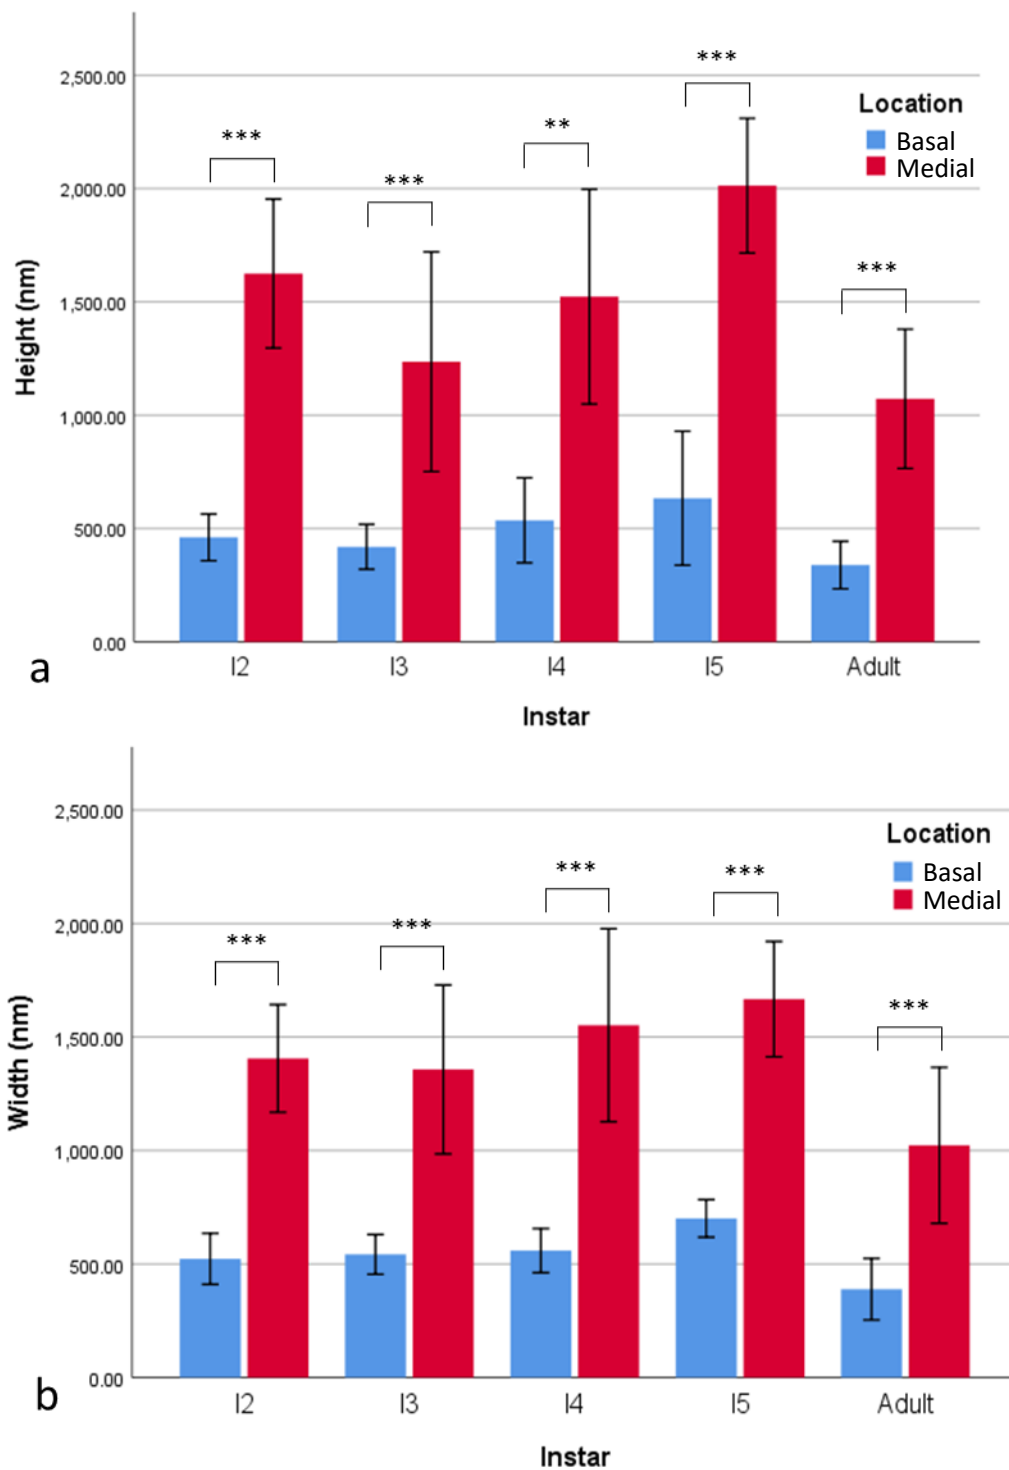 ***
2,500.00
Location
Basal
Medial
***
**
***
2,000.00
***
1,500.00
Height (nm)
1,000.00
500.00
0.00
a
I2 I3 I4 I5 Adult
Instar
2,500.00
Location
Basal
Medial
***
***
***
***
2,000.00
***
1,500.00
Width (nm)
1,000.00
500.00
0.00
b
I2 I3 I4 I5 Adult
Instar